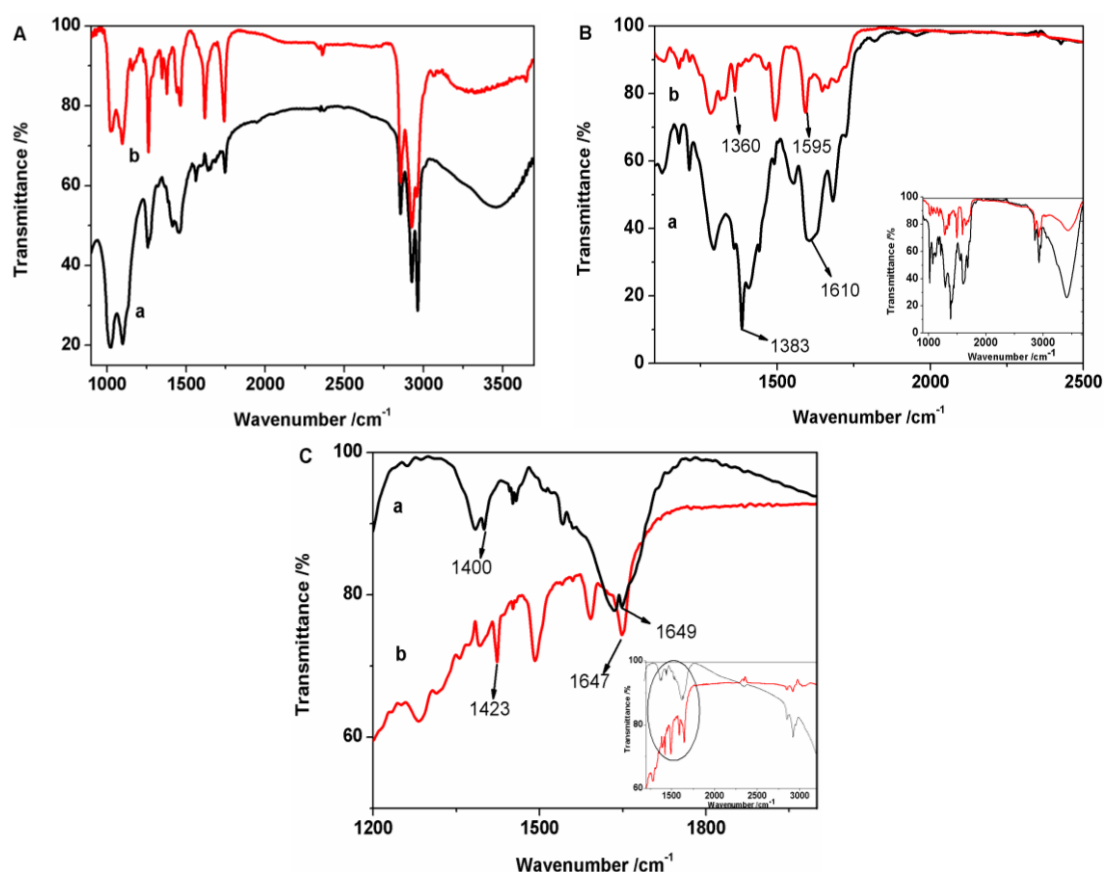 A
100
80
60
40
20
Transmittance /%
b
a
900 1500 2000 2500 3000 3500
Wavenumber /cm-1
B
100
80
60
40
20
0
Transmittance /%
b
1360
1595
a
1610
1383
1500 2000 2500
Wavenumber /cm-1
100
80
60
40
20
0
Transmittance /%
1000 2000 3000
Wavenumber /cm-1
C
100
80
60
Transmittance /%
a
1400
1649
b
1647
1423
1200 1500 1800
Wavenumber /cm-1
100
90
80
70
60
Transmittance /%
1500 2000 2500 3000
Wavenumber /cm-1